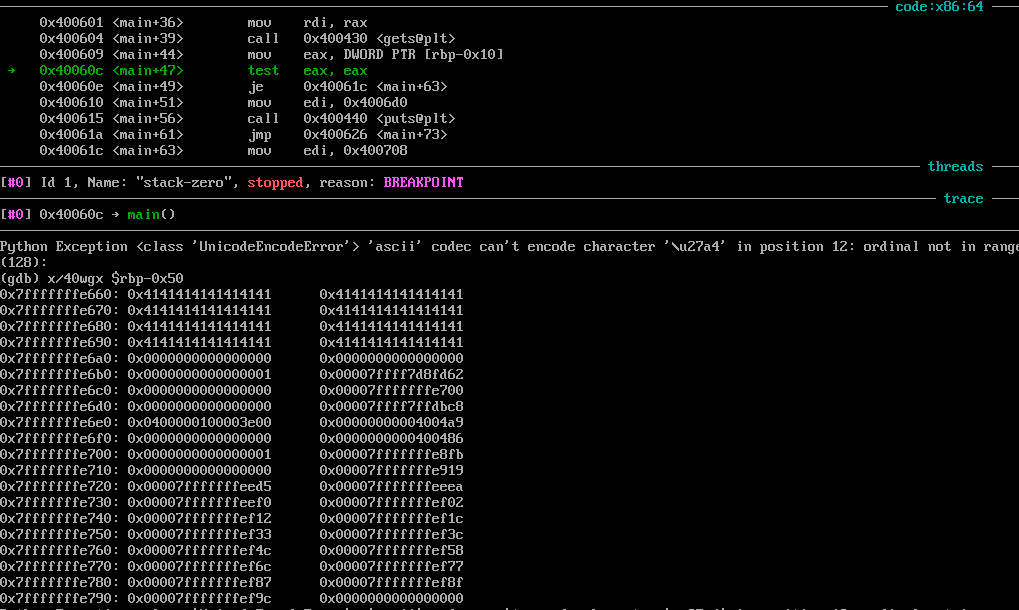 code:x86:64
0x400601 <main+36> mov rdi, rax
0x400604 <main+39> call 0x400430 <gets@plt>
0x400609 <main+44> mov eax, DWORD PTR [rbp-0x10]
→ 0x40060c <main+47> test eax, eax
0x40060e <main+49> je 0x40061c <main+63>
0x400610 <main+51> mov edi, 0x4006d0
0x400615 <main+56> call 0x400440 <puts@plt>
0x40061a <main+61> jmp 0x400626 <main+73>
0x40061c <main+63> mov edi, 0x400708
threads
[#0] Id 1, Name: "stack-zero", stopped, reason: BREAKPOINT
trace
[#0] 0x40060c → main()
Python Exception <class 'UnicodeEncodeError'> 'ascii' codec can't encode character '\u27a4' in position 12: ordinal not in range
(128):
(gdb) x/40wgx $rbp-0x50
0x7fffffffe660: 0x4141414141414141 0x4141414141414141
0x7fffffffe670: 0x4141414141414141 0x4141414141414141
0x7fffffffe680: 0x4141414141414141 0x4141414141414141
0x7fffffffe690: 0x4141414141414141 0x4141414141414141
0x7fffffffe6a0: 0x0000000000000000 0x0000000000000000
0x7fffffffe6b0: 0x0000000000000001 0x00007ffff7d8fd62
0x7fffffffe6c0: 0x0000000000000000 0x00007fffffffe700
0x7fffffffe6d0: 0x0000000000000000 0x00007ffff7ffdbc8
0x7fffffffe6e0: 0x0400000100003e00 0x00000000004004a9
0x7fffffffe6f0: 0x0000000000000000 0x0000000000400486
0x7fffffffe700: 0x0000000000000001 0x00007fffffffe8fb
0x7fffffffe710: 0x0000000000000000 0x00007fffffffe919
0x7fffffffe720: 0x00007fffffffeed5 0x00007fffffffeeea
0x7fffffffe730: 0x00007fffffffeef0 0x00007fffffffef02
0x7fffffffe740: 0x00007fffffffef12 0x00007fffffffef1c
0x7fffffffe750: 0x00007fffffffef33 0x00007fffffffef3c
0x7fffffffe760: 0x00007fffffffef4c 0x00007fffffffef58
0x7fffffffe770: 0x00007fffffffef6c 0x00007fffffffef77
0x7fffffffe780: 0x00007fffffffef87 0x00007fffffffef8f
0x7fffffffe790: 0x00007fffffffef9c 0x0000000000000000